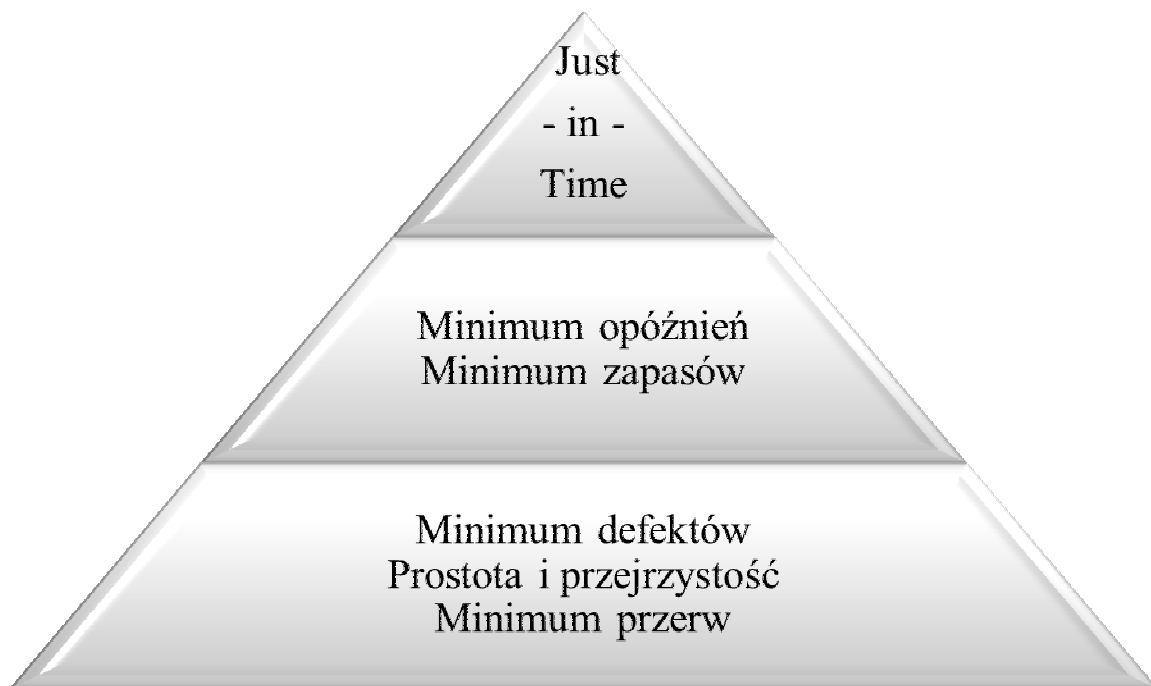 Just
- in -
Time
Minimum opóźnień
Minimum zapasów
Minimum defektów
Prostota i przejrzystość
Minimum przerw